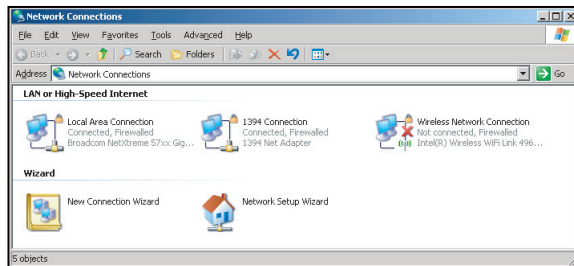 Network Connections
File Edit View Favorites Tools Advanced Help
Back Search Folders
Address Network Connections Go
LAN or High-Speed Internet
Local Area Connection
Connected, Firewalled
Broadcom NetXtreme 57xx Gig...
1394 Connection
Connected, Firewalled
1394 Net Adapter
Wireless Network Connection
Not connected, Firewalled
Intel(R) Wireless WiFi Link 496...
Wizard
New Connection Wizard
Network Setup Wizard
5 objects